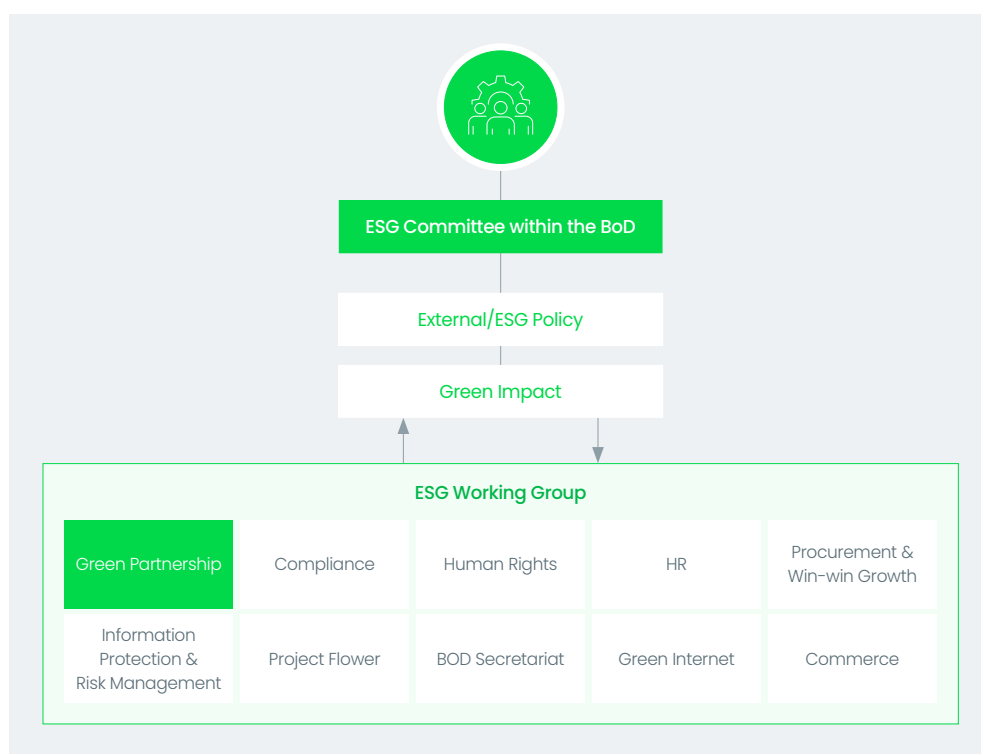 ESG Committee within the BoD
External/ESG Policy
Green Impact
ESG Working Group
Green Partnership
Compliance
Human Rights
HR
Procurement &
Win-win Growth
Information
Protection &
Risk Management
Project Flower
BOD Secretariat
Green Internet
Commerce